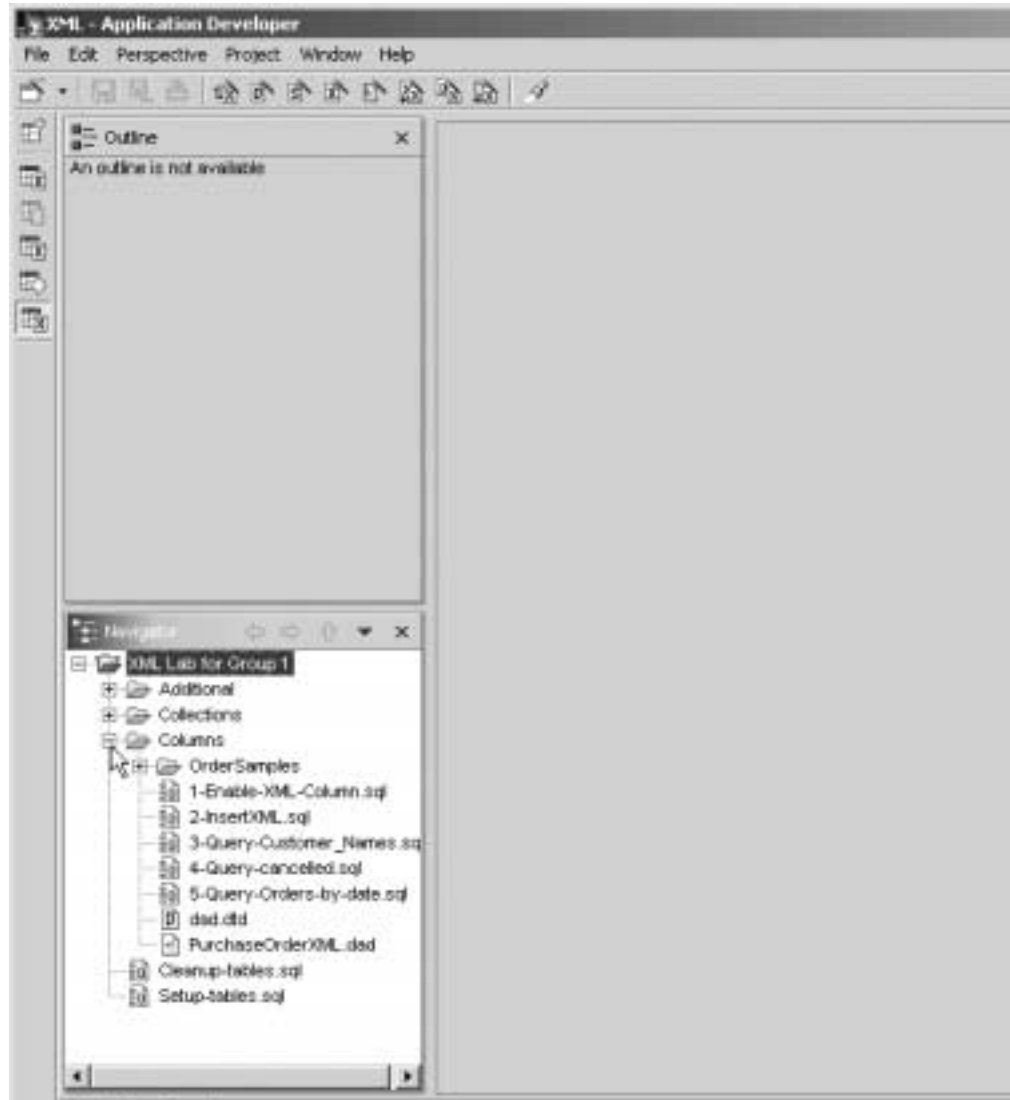 XML - Application Developer
File Edit Perspective Project Window Help
Outline
An outline is not available
Navigator
XML Lab for Group 1
Additional
Collections
Columns
OrderSamples
1-Enable-XML-Column.sql
2-InsertXML.sql
3-Query-Customer_Names.sq
4-Query-cancelled.sql
5-Query-Orders-by-date.sql
dad.dtd
PurchaseOrderXML.dad
Cleanup-tables.sql
Setup-tables.sql